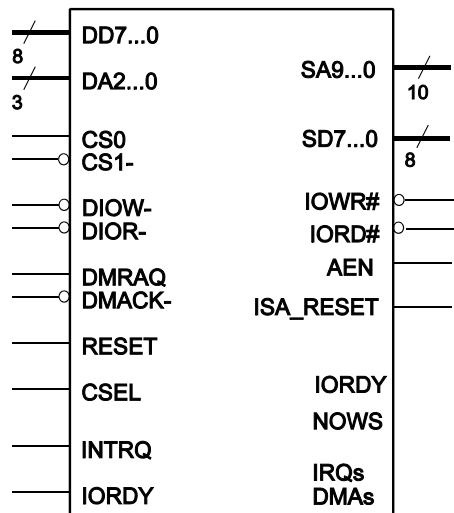 DD7...0
8
DA2...0
3
CS0
CS1-
DIOW-
DIOR-
DMRAQ
DMACK-
RESET
CSEL
INTRQ
IORDY
SA9...0
10
SD7...0
8
IOWR#
IORD#
AEN
ISA_RESET
IORDY
NOWS
IRQs
DMAs